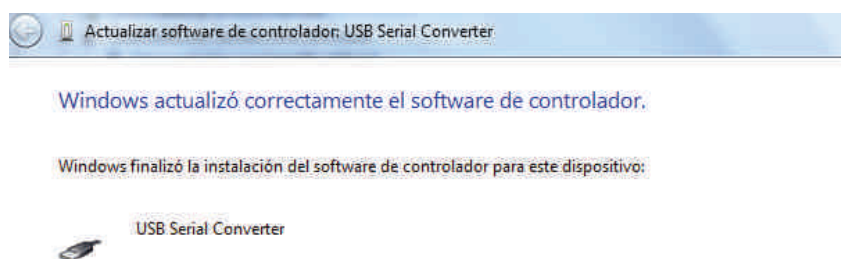 Actualizar software de controlador: USB Serial Converter
Windows actualizó correctamente el software de controlador.
Windows finalizó la instalación del software de controlador para este dispositivo:
USB Serial Converter